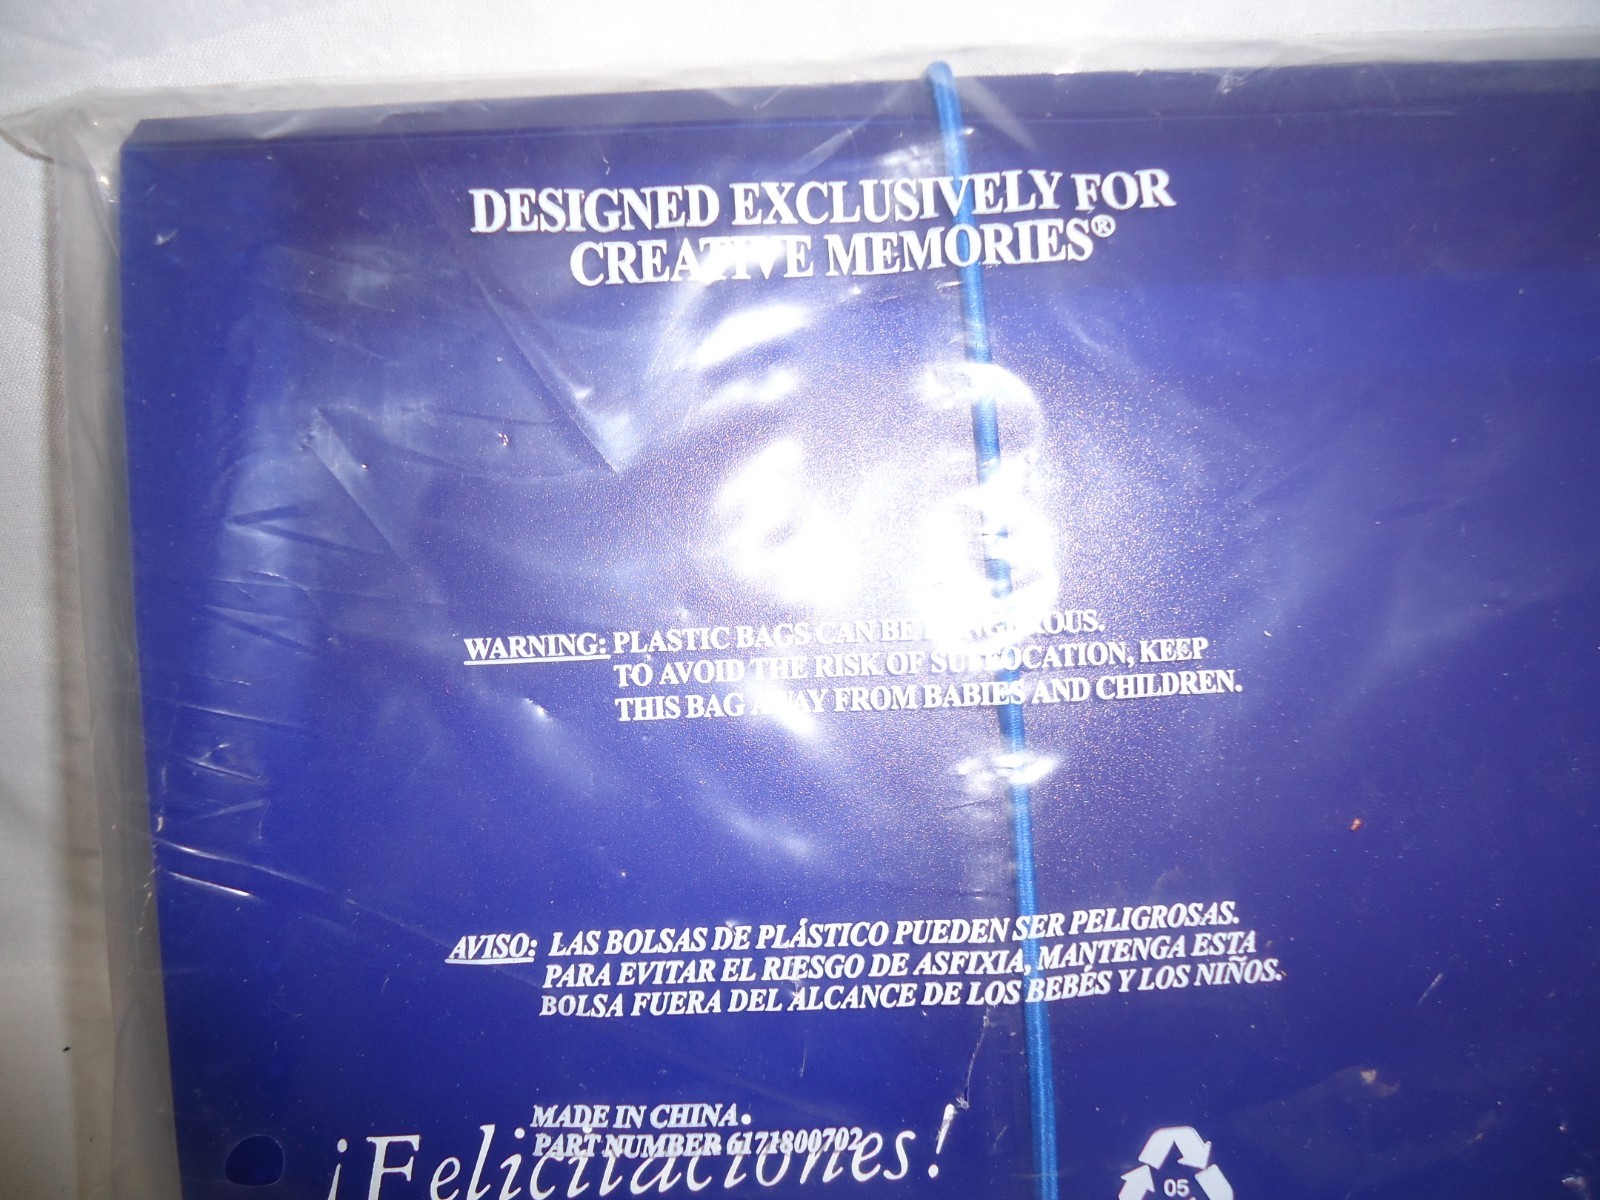 DESIGNED EXCLUSIVELY FOR
CREATIVE MEMORIES®
WARNING: PLASTIC BAGS CAN BE DANGEROUS.
TO AVOID THE RISK OF SUFFOCATION, KEEP
THIS BAG AWAY FROM BABIES AND CHILDREN.
AVISO: LAS BOLSAS DE PLÁSTICO PUEDEN SER PELIGROSAS.
PARA EVITAR EL RIESGO DE ASFIXIA, MANTENGA ESTA
BOLSA FUERA DEL ALCANCE DE LOS BEBÉS Y LOS NIÑOS.
MADE IN CHINA.
PART NUMBER 6171800702
¡Felicitaciones!
05